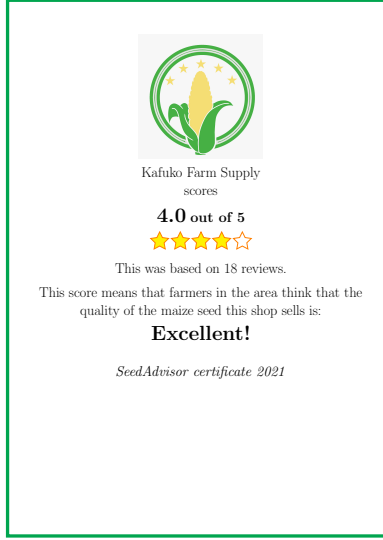 Kafuko Farm Supply
scores
4.0 out of 5
This was based on 18 reviews.
This score means that farmers in the area think that the
quality of the maize seed this shop sells is:
Excellent!
SeedAdvisor certificate 2021